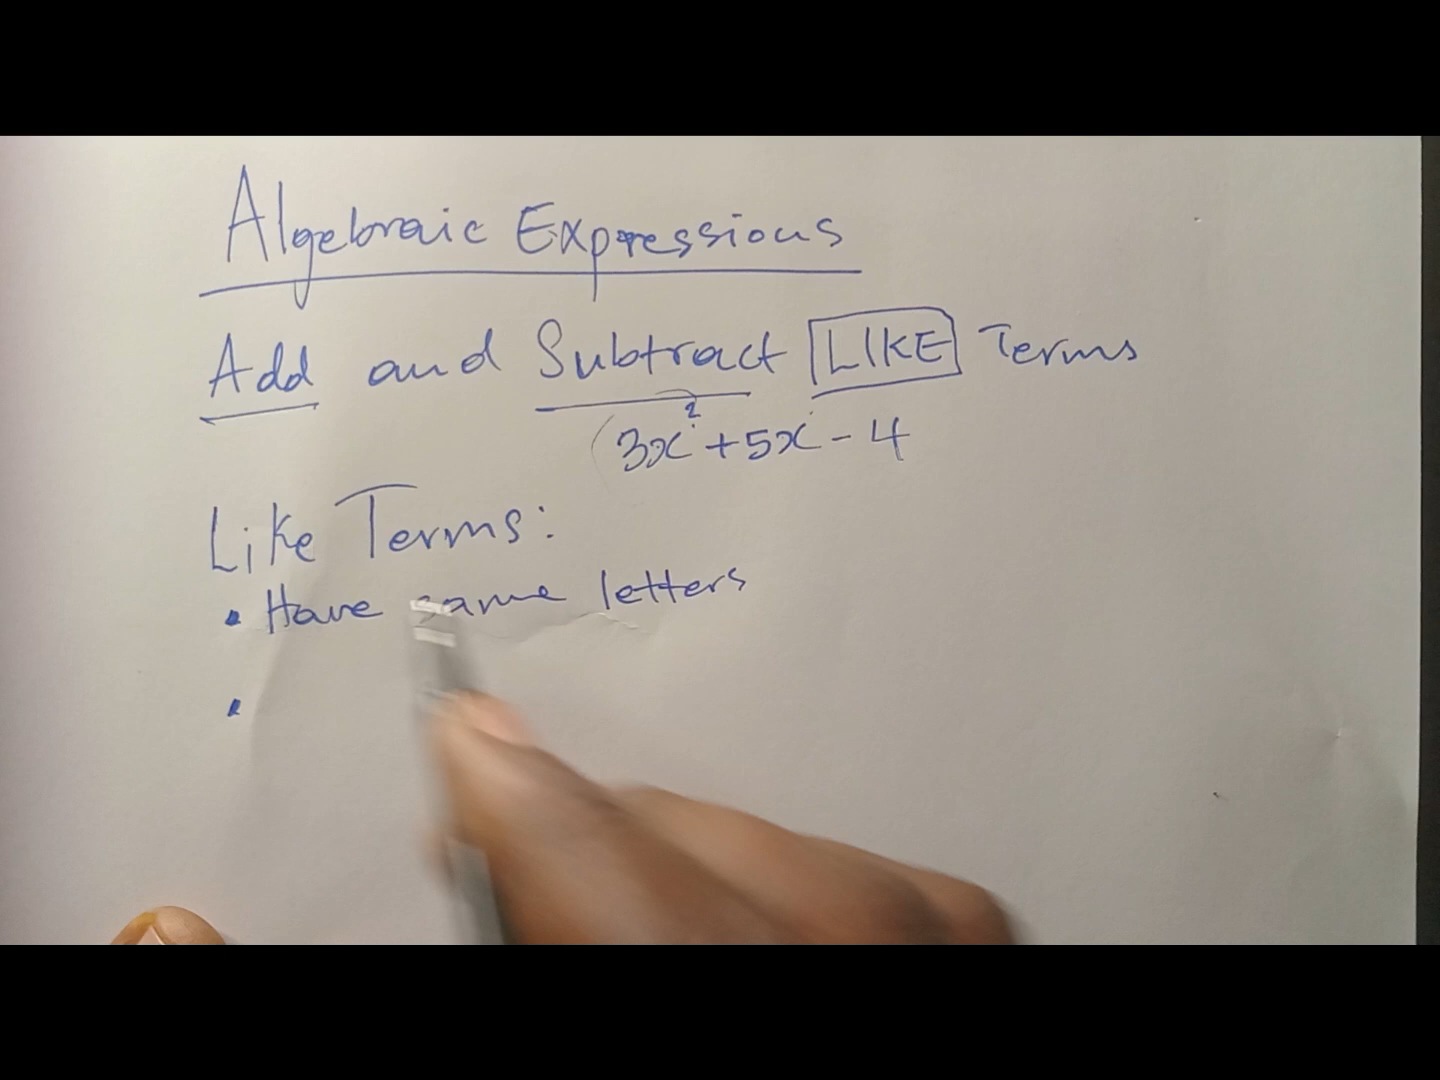 Algebraic Expressions
Add and Subtract LIKE Terms
3x² + 5x - 4
Like Terms:
• Have same letters
•